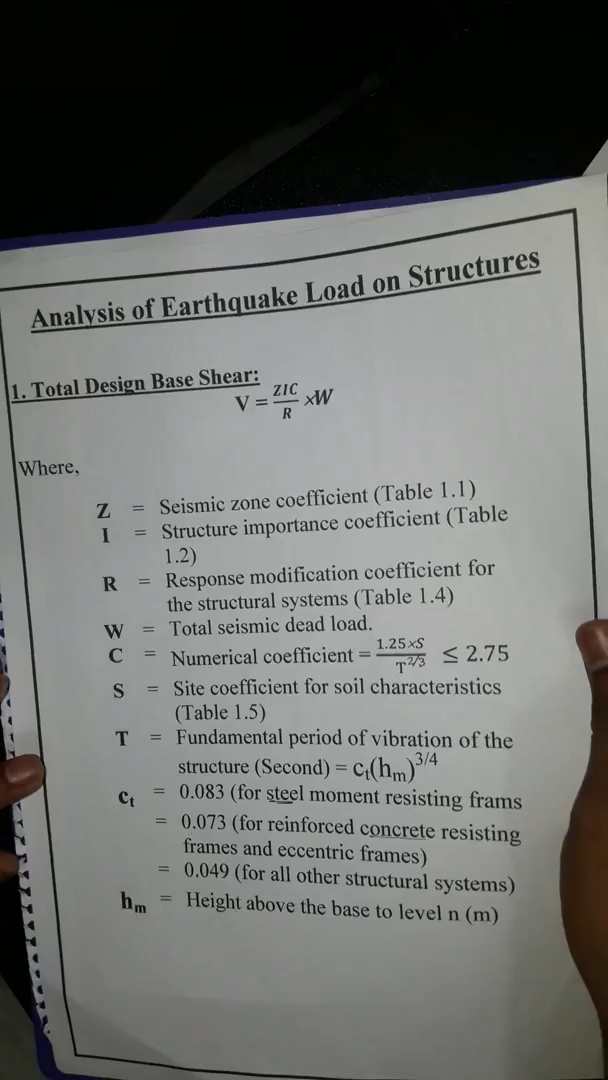 Analysis of Earthquake Load on Structures
1. Total Design Base Shear:
V = ZIC/R ×W
Where,
Z = Seismic zone coefficient (Table 1.1)
I = Structure importance coefficient (Table
1.2)
R = Response modification coefficient for
the structural systems (Table 1.4)
W = Total seismic dead load.
C = Numerical coefficient = 1.25×S/T^2/3 ≤ 2.75
S = Site coefficient for soil characteristics
(Table 1.5)
T = Fundamental period of vibration of the
structure (Second) = cₜ(hₘ)^3/4
cₜ = 0.083 (for steel moment resisting frams
= 0.073 (for reinforced concrete resisting
frames and eccentric frames)
= 0.049 (for all other structural systems)
hₘ = Height above the base to level n (m)